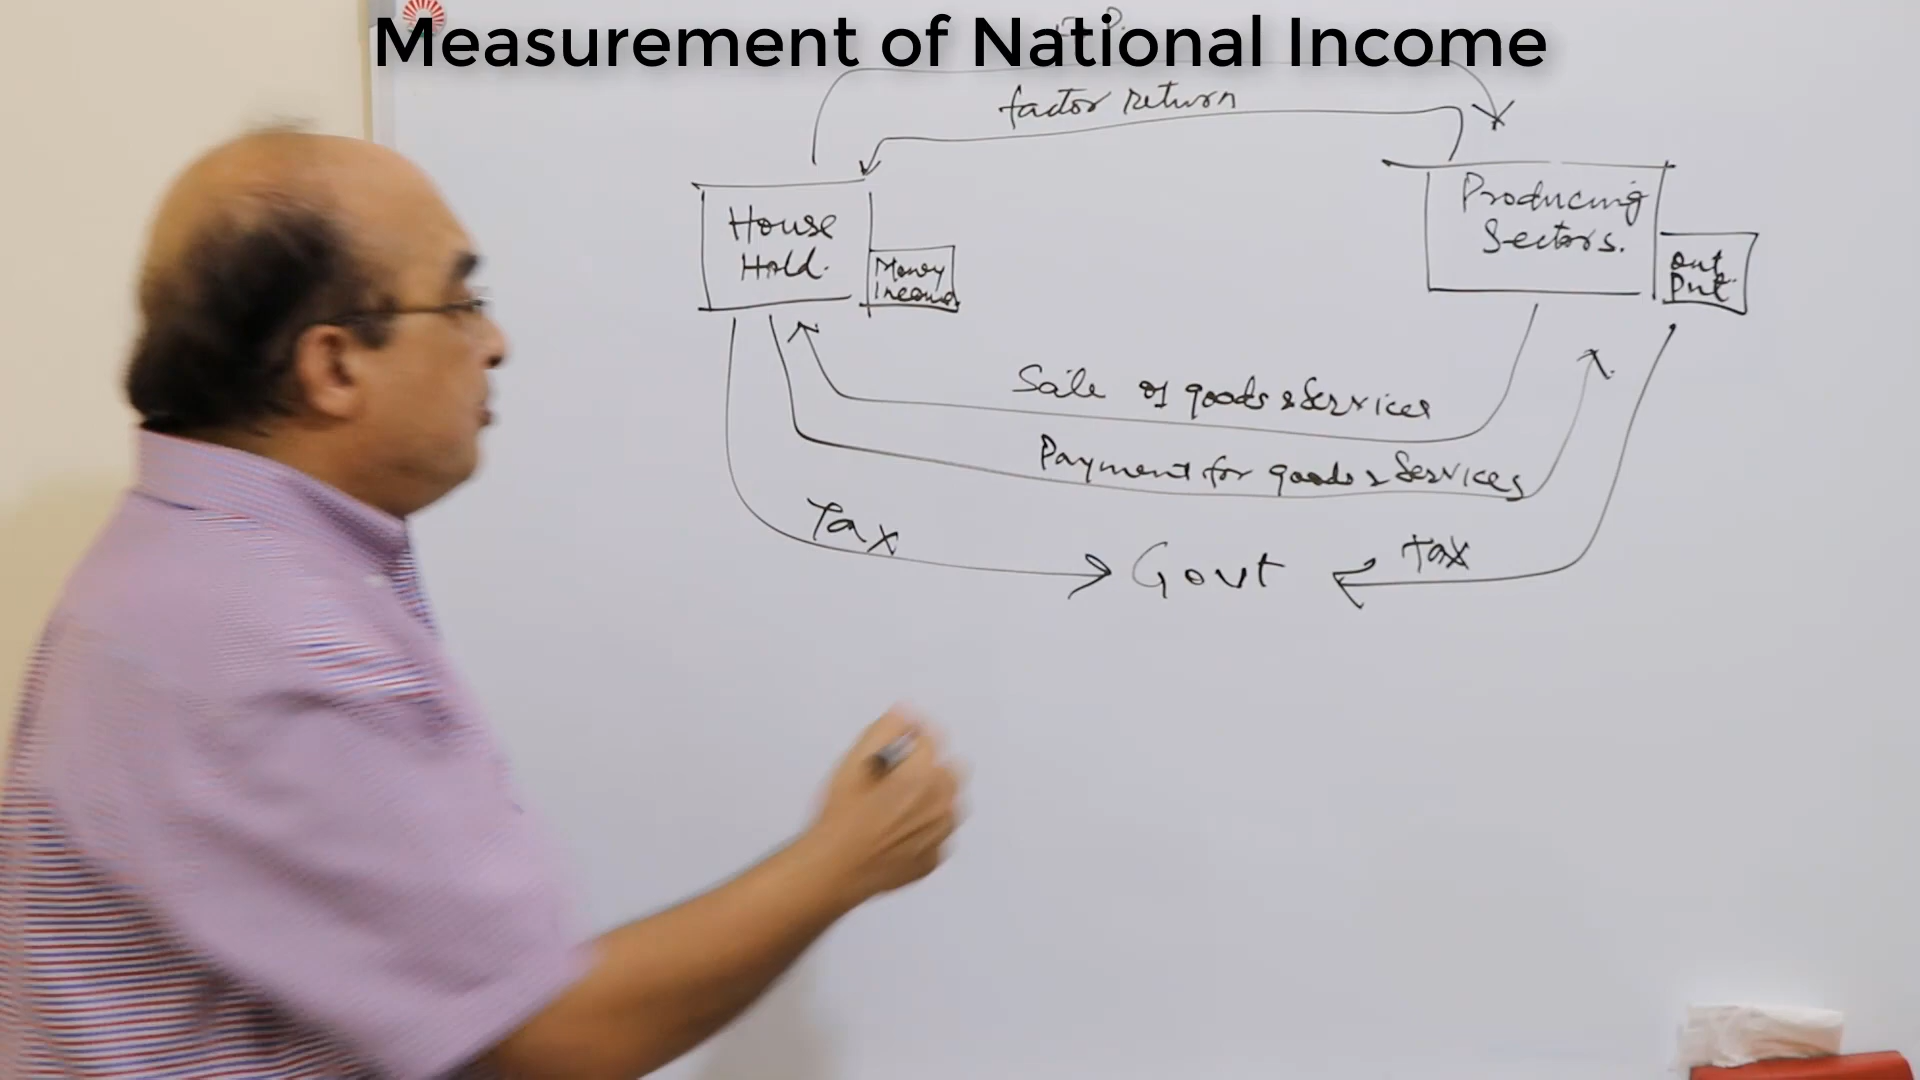 Measurement of National Income
factor return
House
Hold.
Money
Income
Producing
Sectors.
out
Put
Sale of goods & Services
Payment for goods & Services
Tax
Govt
Tax